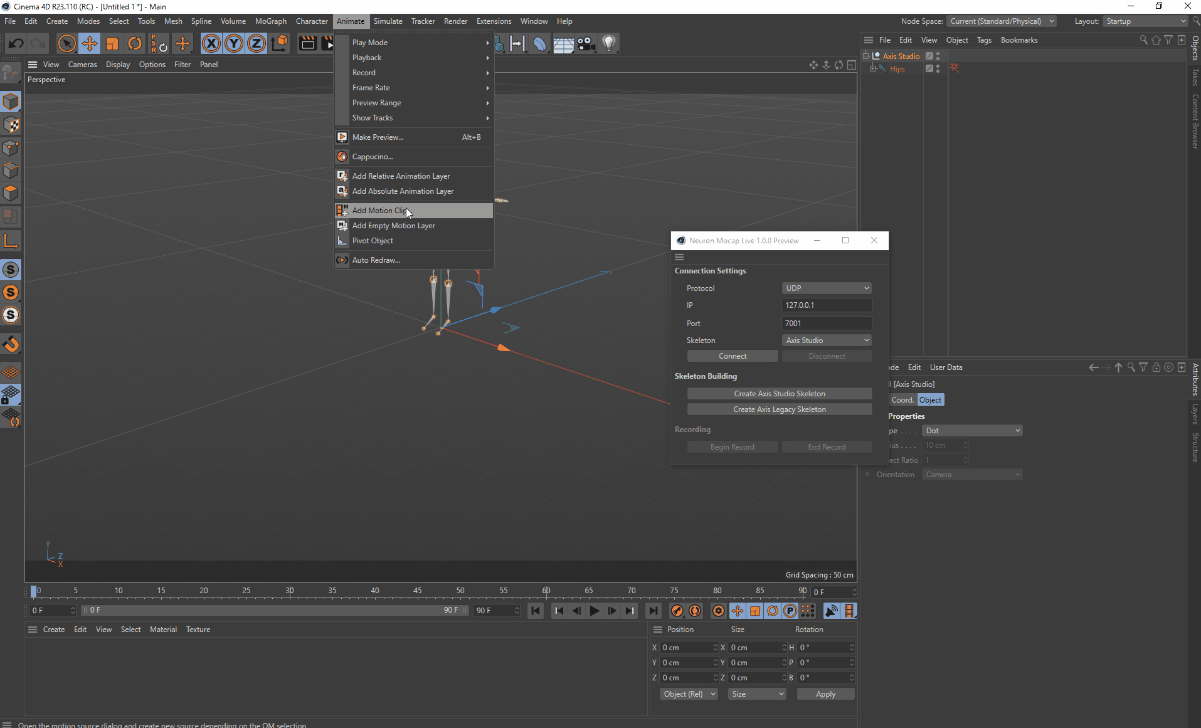 Cinema 4D R23.110 (RC) - [Untitled 1 *] - Main
File Edit Create Modes Select Tools Mesh Spline Volume MoGraph Character Animate Simulate Tracker Render Extensions Window Help
Node Space: Current (Standard/Physical) Layout: Startup
View Cameras Display Options Filter Panel
Perspective
Play Mode
Playback
Record
Frame Rate
Preview Range
Show Tracks
Make Preview... Alt+B
Cappucino...
Add Relative Animation Layer
Add Absolute Animation Layer
Add Motion Clip
Add Empty Motion Layer
Pivot Object
Auto Redraw...
File Edit View Object Tags Bookmarks
Axis Studio
Hips
Objects
Takes
Content Browser
Neuron Mocap Live 1.0.0 Preview
Connection Settings
Protocol UDP
IP 127.0.0.1
Port 7001
Skeleton Axis Studio
Connect Disconnect
Skeleton Building
Create Axis Studio Skeleton
Create Axis Legacy Skeleton
Recording
Begin Record End Record
de Edit User Data
[Axis Studio]
Coord. Object
Properties
pe Dot
us 10 cm
ect Ratio 1
Orientation Camera
Attributes
Layers
Structure
Y
Z
X
Grid Spacing : 50 cm
0 5 10 15 20 25 30 35 40 45 50 55 60 65 70 75 80 85 90 0 F
0 F 0 F 90 F 90 F
Create Edit View Select Material Texture
Position Size Rotation
X 0 cm X 0 cm H 0 °
Y 0 cm Y 0 cm P 0 °
Z 0 cm Z 0 cm B 0 °
Object (Rel) Size Apply
Open the motion source dialog and create new source depending on the OM selection